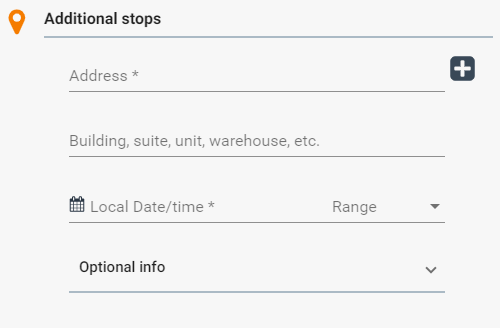 Additional stops
Address *
Building, suite, unit, warehouse, etc.
Local Date/time * Range
Optional info